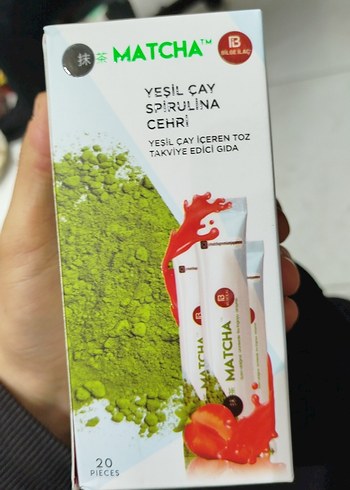 抹 茶 MATCHA™
B
BİLGE İLAÇ
YEŞİL ÇAY
SPİRULİNA
CEHRİ
YEŞİL ÇAY İÇEREN TOZ
TAKVİYE EDİCİ GIDA
MATCHA
MATCHA
20
PIECES